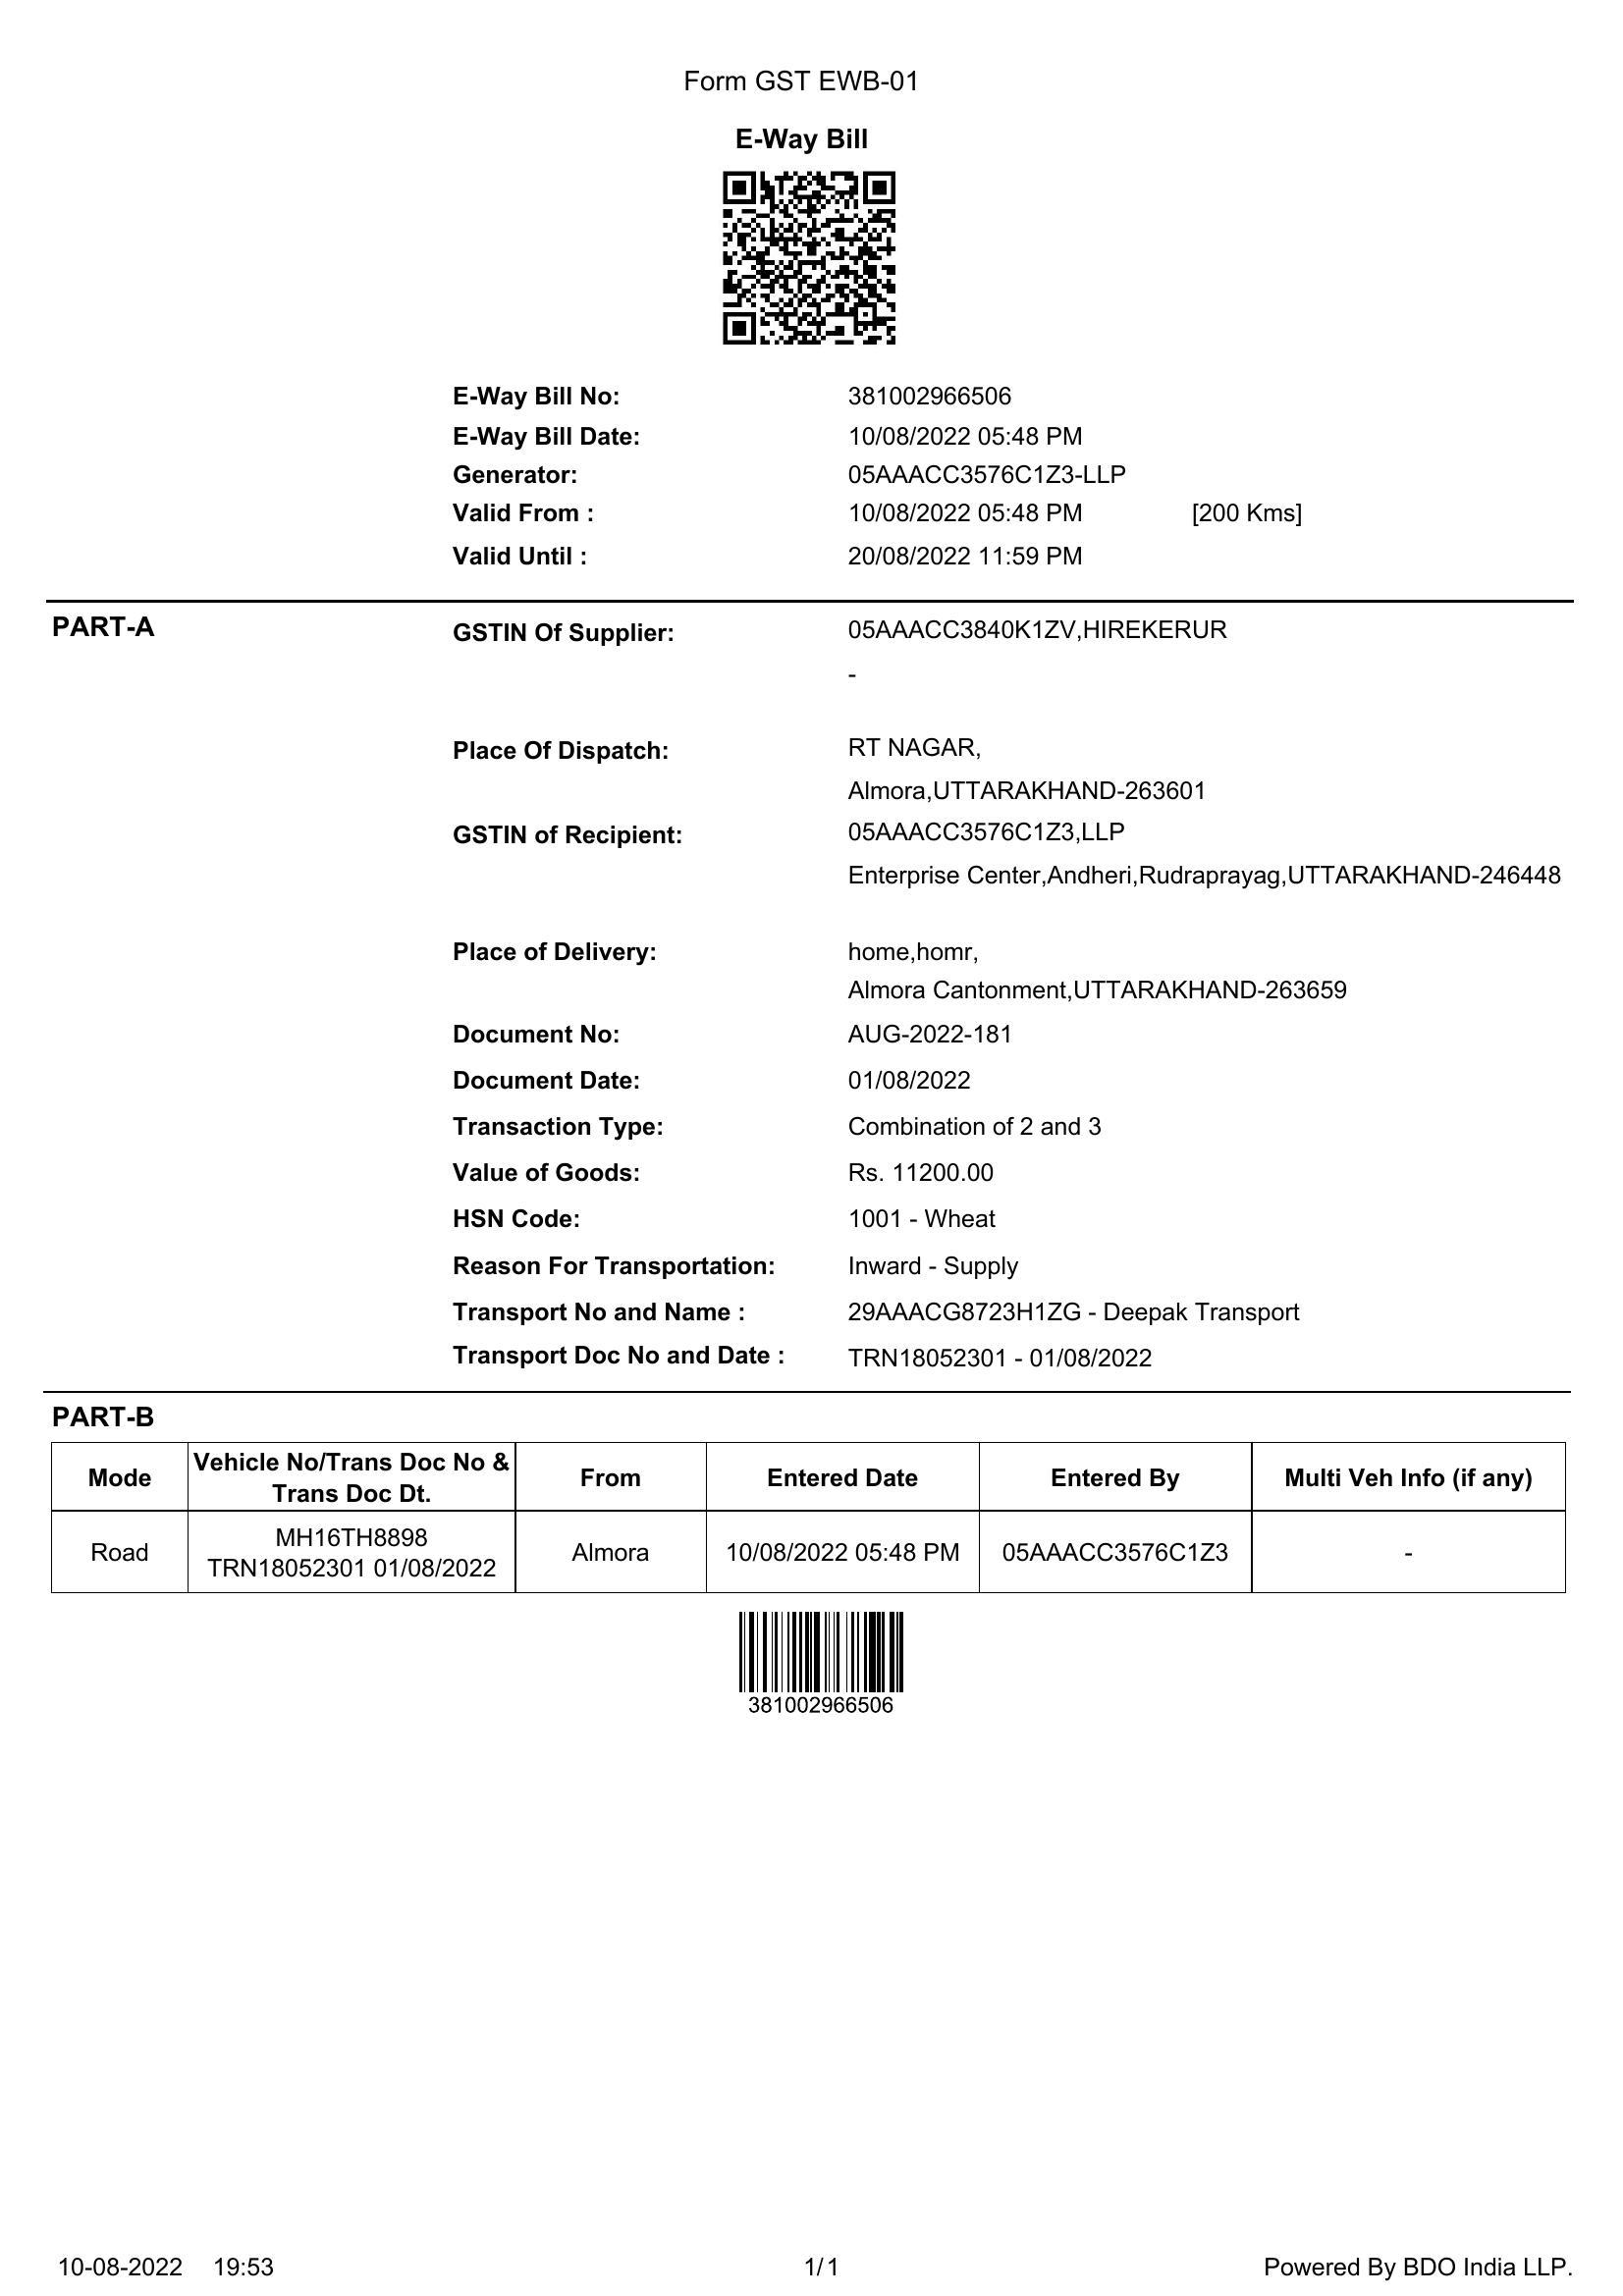 Form GST EWB-01
E-Way Bill
E-Way Bill No: 381002966506
E-Way Bill Date: 10/08/2022 05:48 PM
Generator: 05AAACC3576C1Z3-LLP
Valid From : 10/08/2022 05:48 PM [200 Kms]
Valid Until : 20/08/2022 11:59 PM
PART-A
GSTIN Of Supplier: 05AAACC3840K1ZV,HIREKERUR
-
Place Of Dispatch: RT NAGAR,
Almora,UTTARAKHAND-263601
GSTIN of Recipient: 05AAACC3576C1Z3,LLP
Enterprise Center,Andheri,Rudraprayag,UTTARAKHAND-246448
Place of Delivery: home,homr,
Almora Cantonment,UTTARAKHAND-263659
Document No: AUG-2022-181
Document Date: 01/08/2022
Transaction Type: Combination of 2 and 3
Value of Goods: Rs. 11200.00
HSN Code: 1001 - Wheat
Reason For Transportation: Inward - Supply
Transport No and Name : 29AAACG8723H1ZG - Deepak Transport
Transport Doc No and Date : TRN18052301 - 01/08/2022
PART-B
Mode
Vehicle No/Trans Doc No &
Trans Doc Dt.
From
Entered Date
Entered By
Multi Veh Info (if any)
Road
MH16TH8898
TRN18052301 01/08/2022
Almora
10/08/2022 05:48 PM
05AAACC3576C1Z3
-
381002966506
10-08-2022 19:53 1/1 Powered By BDO India LLP.